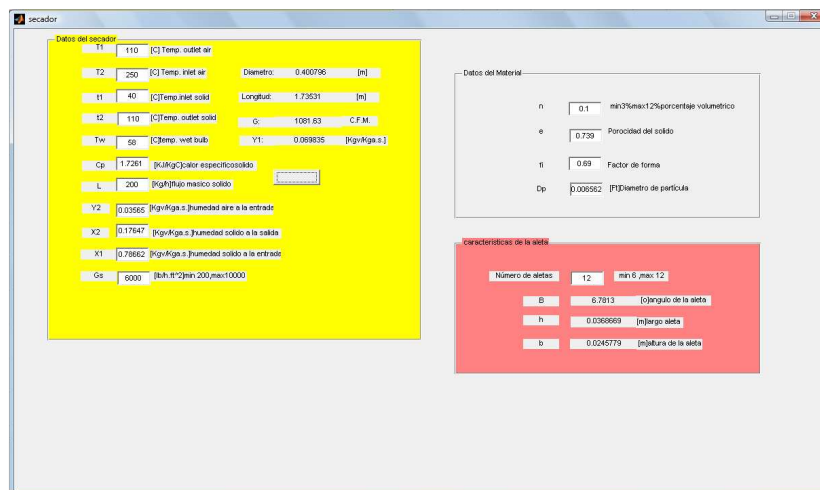 secador
Datos del secador
T1 110 [C] Temp. outlet air
T2 250 [C] Temp. inlet air Diametro: 0.400796 [m]
t1 40 [C]Temp.inlet solid Longitud: 1.73531 [m]
t2 110 [C]Temp. outlet solid G: 1081.63 C.F.M.
Tw 58 [C]temp. wet bulb Y1: 0.069835 [Kgv/Kga.s.]
Cp 1.7261 [KJ/KgC]calor especificosolido
L 200 [Kg/h]flujo masico solido
Y2 0.03565 [Kgv/Kga.s.]humedad aire a la entrade
X2 0.17647 [Kgv/Kga.s.]humedad solido a la salida
X1 0.78662 [Kgv/Kga.s.]humedad solido a la entrade
Gs 6000 [lb/h.ft^2]min 200,max10000
Datos del Material
n 0.1 min3%max12%porcentaje volumetrico
e 0.739 Porocidad del solido
fi 0.69 Factor de forma
Dp 0.006562 [Ft]Diametro de partícula
caracteristicas de la aleta
Número de aletas 12 min 6 ,max 12
B 6.7813 [o]angulo de la aleta
h 0.0368669 [m]largo aleta
b 0.0245779 [m]altura de la aleta